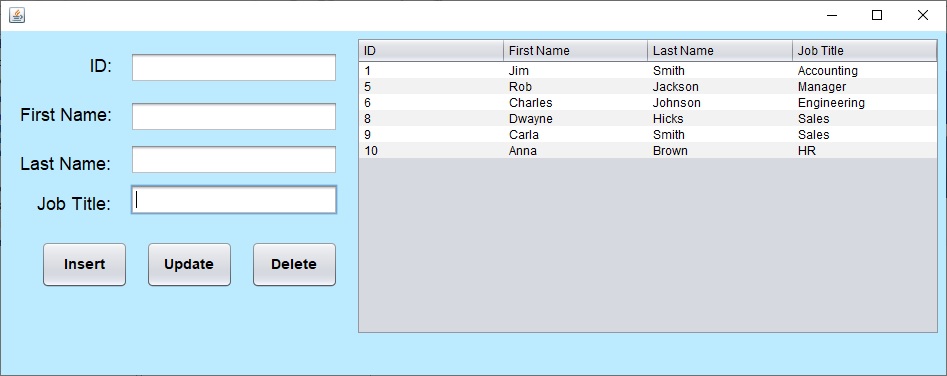 ID:
First Name:
Last Name:
Job Title:
Insert Update Delete
ID First Name Last Name Job Title
1 Jim Smith Accounting
5 Rob Jackson Manager
6 Charles Johnson Engineering
8 Dwayne Hicks Sales
9 Carla Smith Sales
10 Anna Brown HR